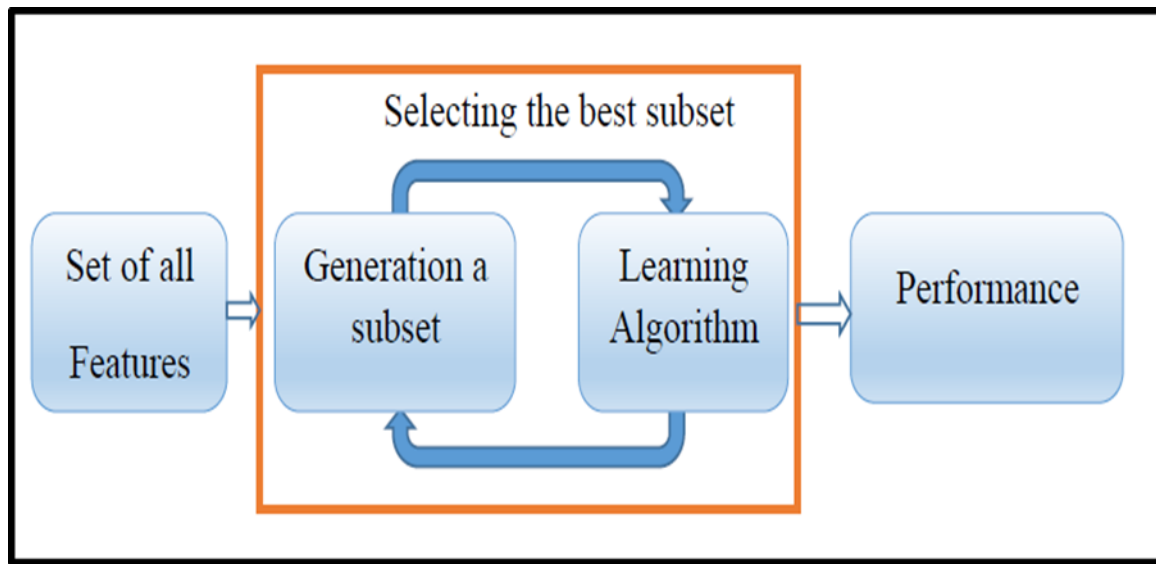 Selecting the best subset
Set of all
Features
Generation a
subset
Learning
Algorithm
Performance